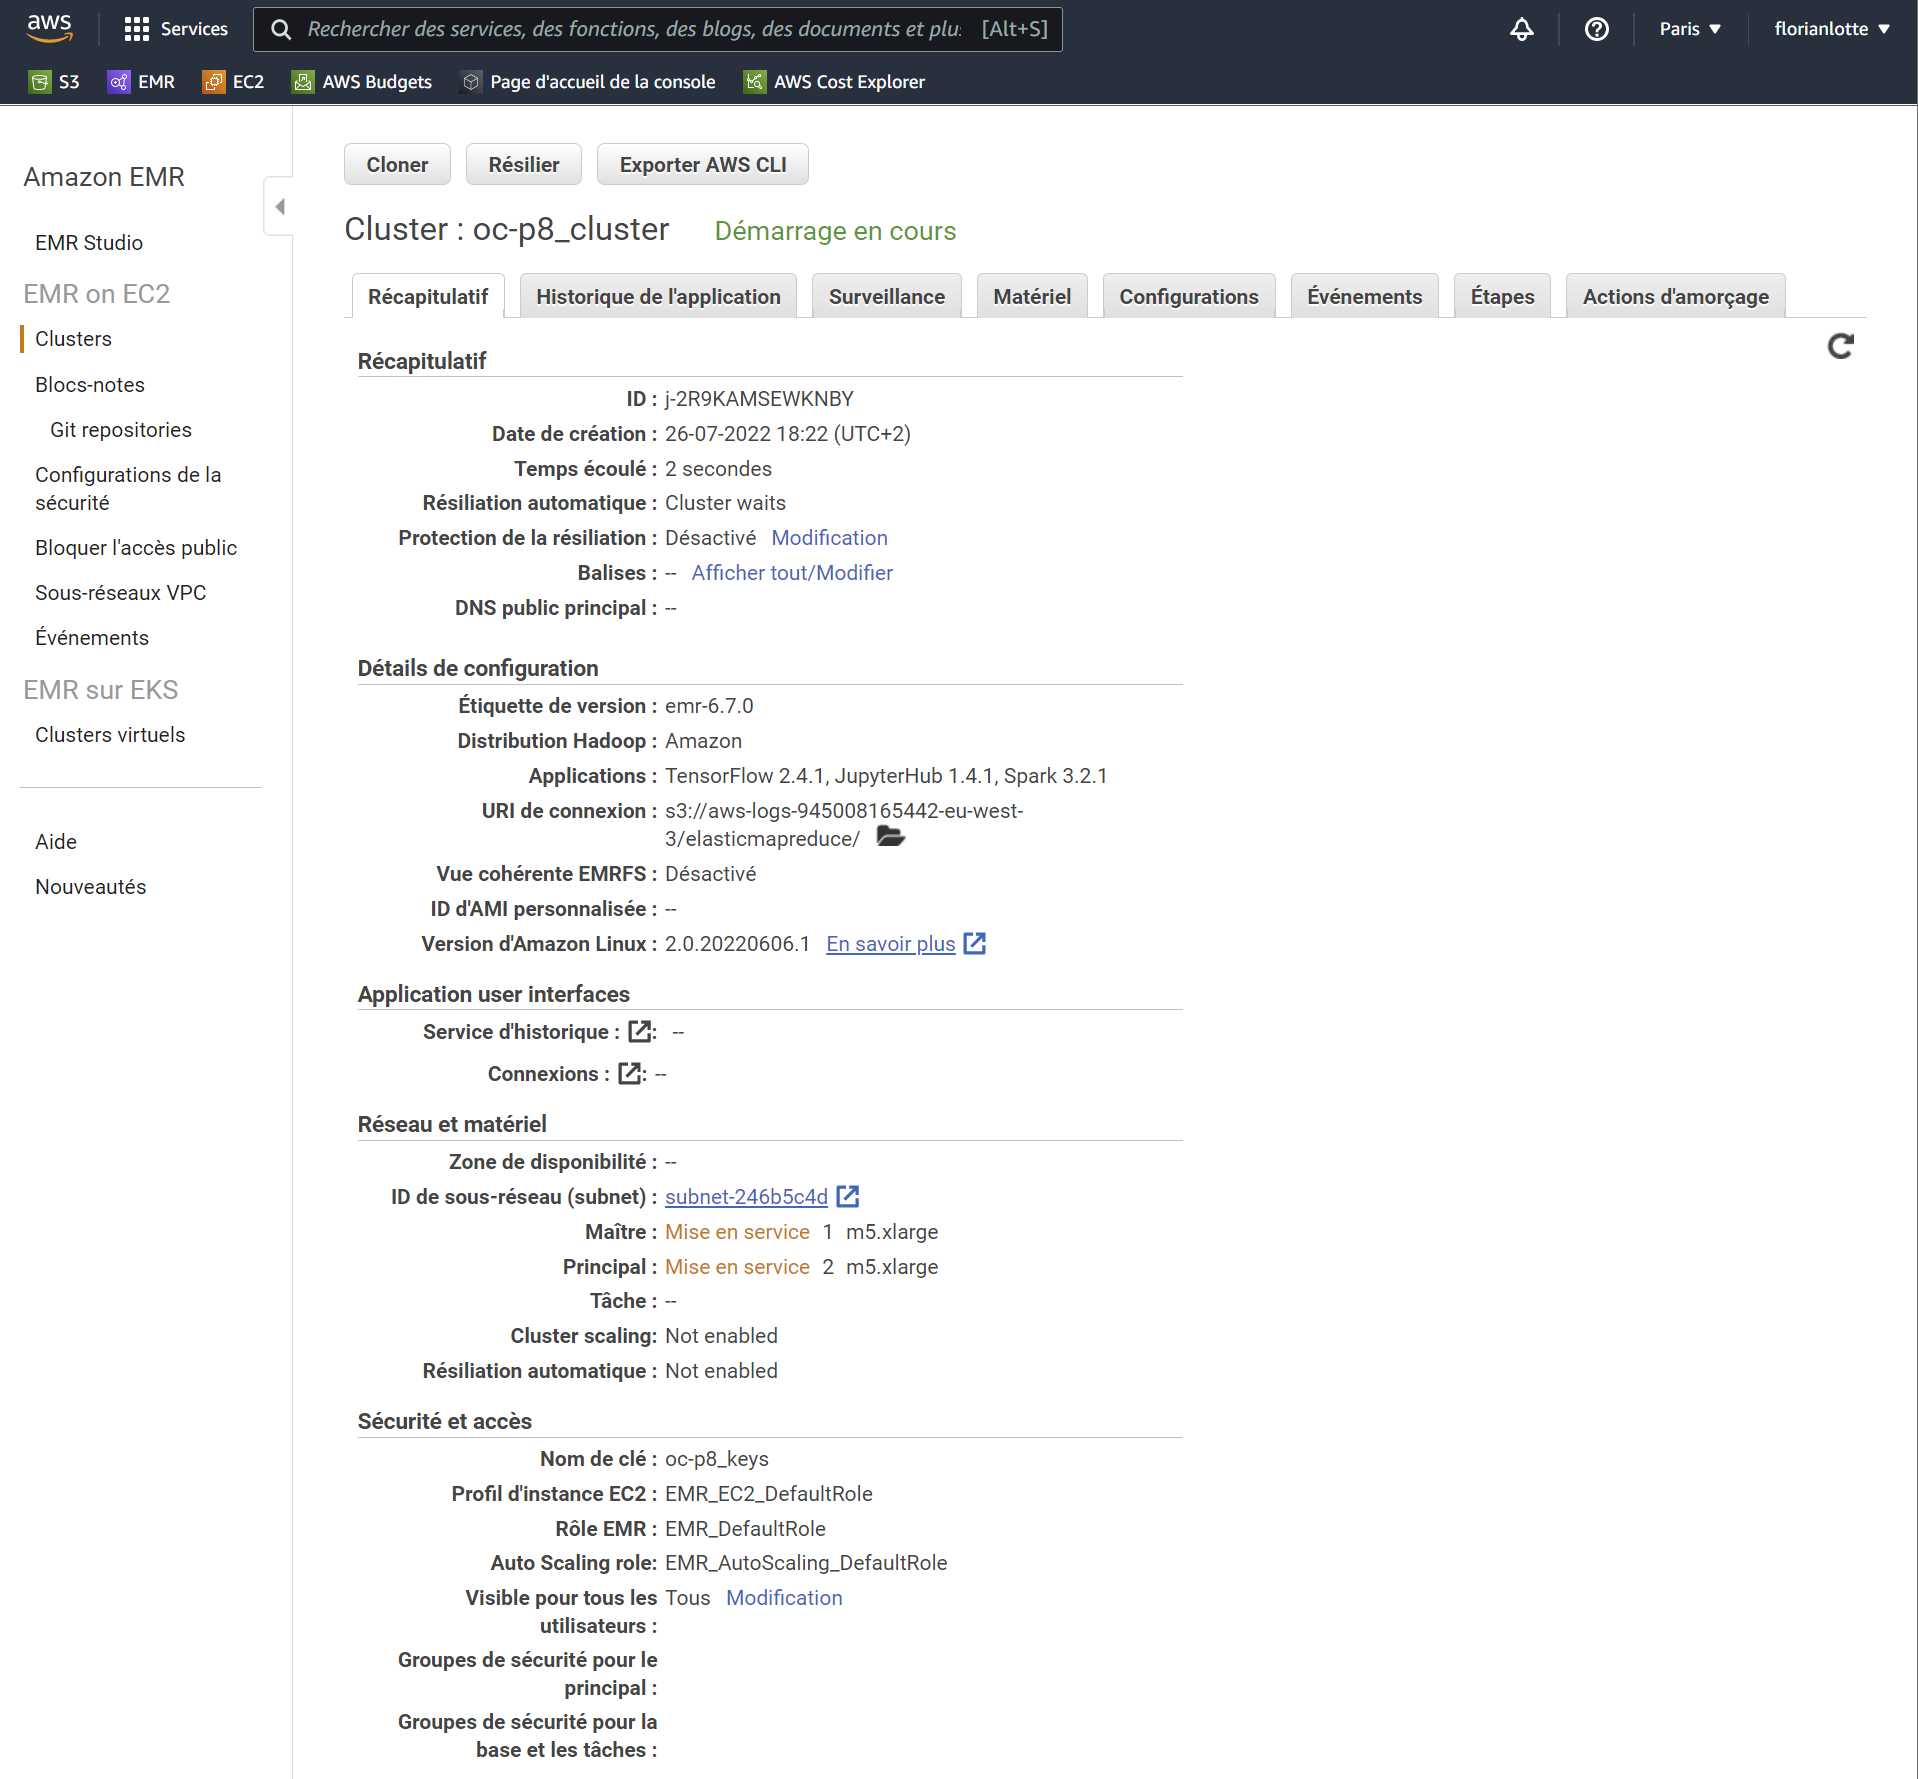 aws
Services
Rechercher des services, des fonctions, des blogs, des documents et plu: [Alt+S]
Paris ▼
florianlotte ▼
S3
EMR
EC2
AWS Budgets
Page d'accueil de la console
AWS Cost Explorer
Amazon EMR
EMR Studio
EMR on EC2
Clusters
Blocs-notes
Git repositories
Configurations de la
sécurité
Bloquer l'accès public
Sous-réseaux VPC
Événements
EMR sur EKS
Clusters virtuels
Aide
Nouveautés
Cloner
Résilier
Exporter AWS CLI
Cluster : oc-p8_cluster Démarrage en cours
Récapitulatif
Historique de l'application
Surveillance
Matériel
Configurations
Événements
Étapes
Actions d'amorçage
Récapitulatif
ID : j-2R9KAMSEWKNBY
Date de création : 26-07-2022 18:22 (UTC+2)
Temps écoulé : 2 secondes
Résiliation automatique : Cluster waits
Protection de la résiliation : Désactivé Modification
Balises : -- Afficher tout/Modifier
DNS public principal : --
Détails de configuration
Étiquette de version : emr-6.7.0
Distribution Hadoop : Amazon
Applications : TensorFlow 2.4.1, JupyterHub 1.4.1, Spark 3.2.1
URI de connexion : s3://aws-logs-945008165442-eu-west-
3/elasticmapreduce/
Vue cohérente EMRFS : Désactivé
ID d'AMI personnalisée : --
Version d'Amazon Linux : 2.0.20220606.1 En savoir plus
Application user interfaces
Service d'historique : : --
Connexions : : --
Réseau et matériel
Zone de disponibilité : --
ID de sous-réseau (subnet) : subnet-246b5c4d
Maître : Mise en service 1 m5.xlarge
Principal : Mise en service 2 m5.xlarge
Tâche : --
Cluster scaling: Not enabled
Résiliation automatique : Not enabled
Sécurité et accès
Nom de clé : oc-p8_keys
Profil d'instance EC2 : EMR_EC2_DefaultRole
Rôle EMR : EMR_DefaultRole
Auto Scaling role: EMR_AutoScaling_DefaultRole
Visible pour tous les Tous Modification
utilisateurs :
Groupes de sécurité pour le
principal :
Groupes de sécurité pour la
base et les tâches :